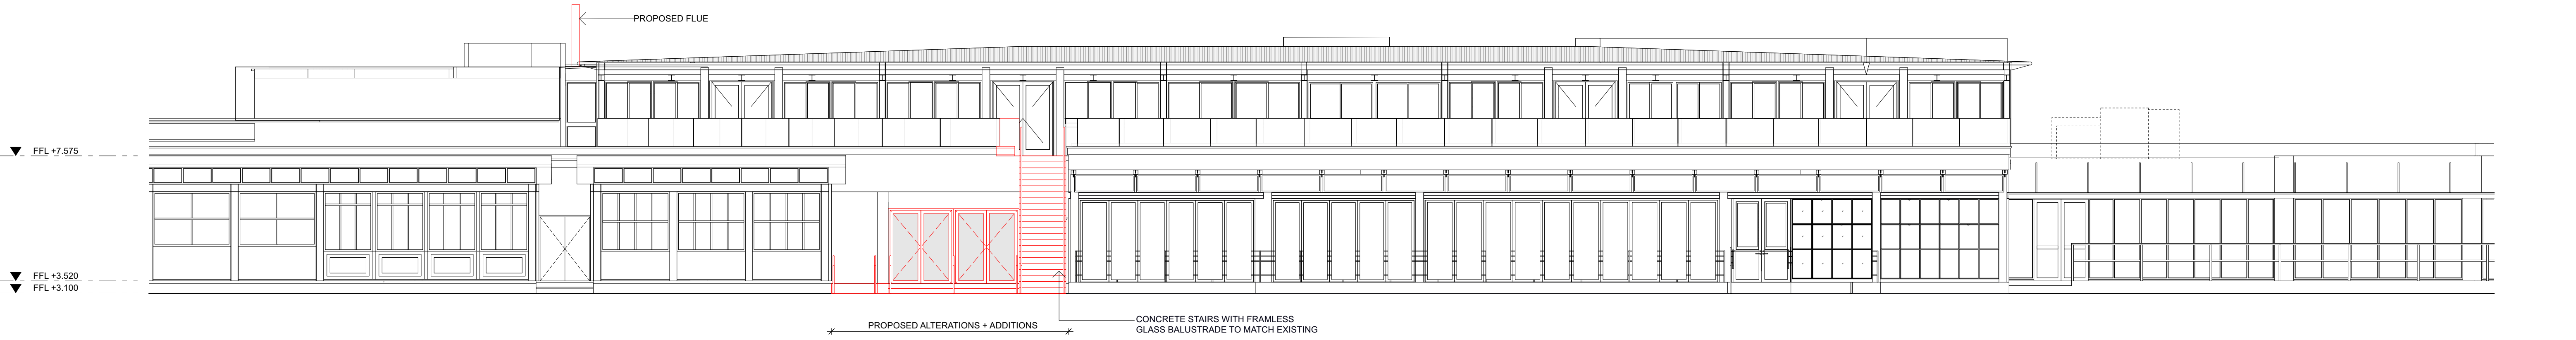 PROPOSED FLUE
FFL +7.575
FFL +3.520
FFL +3.100
PROPOSED ALTERATIONS + ADDITIONS
CONCRETE STAIRS WITH FRAMLESS
GLASS BALUSTRADE TO MATCH EXISTING